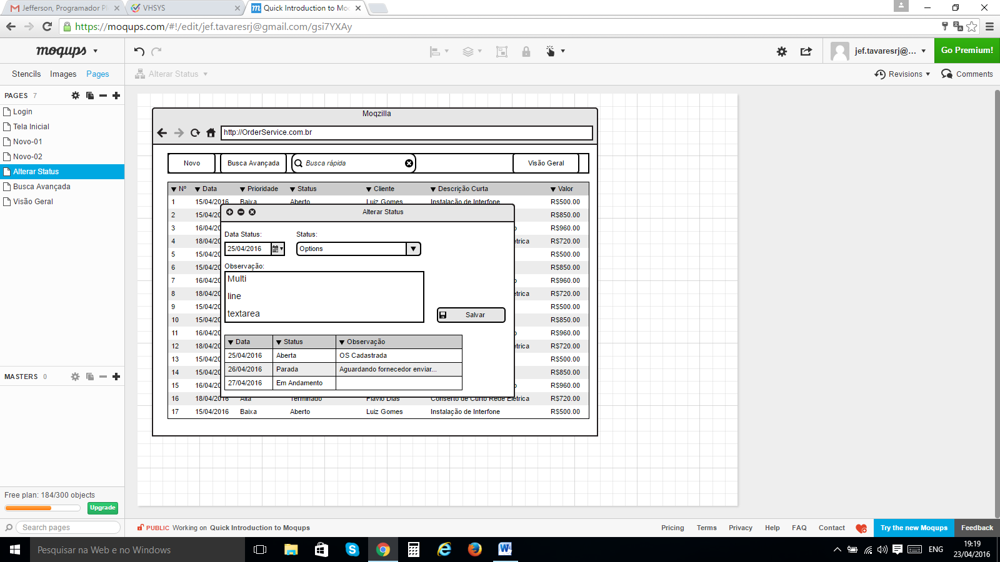 Jefferson, Programador Pl
VHSYS
Quick Introduction to Moq
https://moqups.com/#!/edit/jef.tavaresrj@gmail.com/gsi7YXAy
moqups
jef.tavaresrj@...
Go Premium!
Stencils Images Pages
Alterar Status
Revisions
Comments
PAGES 7
Login
Tela Inicial
Novo-01
Novo-02
Alterar Status
Busca Avançada
Visão Geral
MASTERS 0
Free plan: 184/300 objects
Upgrade
Search pages
Moqzilla
http://OrderService.com.br
Novo Busca Avançada Busca rápida Visão Geral
Nº Data Prioridade Status Cliente Descrição Curta Valor
1 15/04/2016 Baixa Aberto Luiz Gomes Instalação de Interfone R$500.00
2 15/04/20 R$850.00
3 16/04/20 o R$960.00
4 18/04/20 etrica R$720.00
5 15/04/20 R$500.00
6 15/04/20 R$850.00
7 16/04/20 o R$960.00
8 18/04/20 etrica R$720.00
9 15/04/20 R$500.00
10 15/04/20 R$850.00
11 16/04/20 o R$960.00
12 18/04/20 etrica R$720.00
13 15/04/20 R$500.00
14 15/04/20 R$850.00
15 16/04/20 o R$960.00
16 18/04/2016 Alta Terminado Flavio Dias Conserto de Curto Rede Eletrica R$720.00
17 15/04/2016 Baixa Aberto Luiz Gomes Instalação de Interfone R$500.00
Alterar Status
Data Status: Status:
25/04/2016 Options
Observação:
Multi
line
textarea
Salvar
Data Status Observação
25/04/2016 Aberta OS Cadastrada
26/04/2016 Parada Aguardando fornecedor enviar...
27/04/2016 Em Andamento
PUBLIC Working on Quick Introduction to Moqups
Pricing Terms Privacy Help FAQ Contact
Try the new Moqups
Feedback
Pesquisar na Web e no Windows
ENG
19:19
23/04/2016